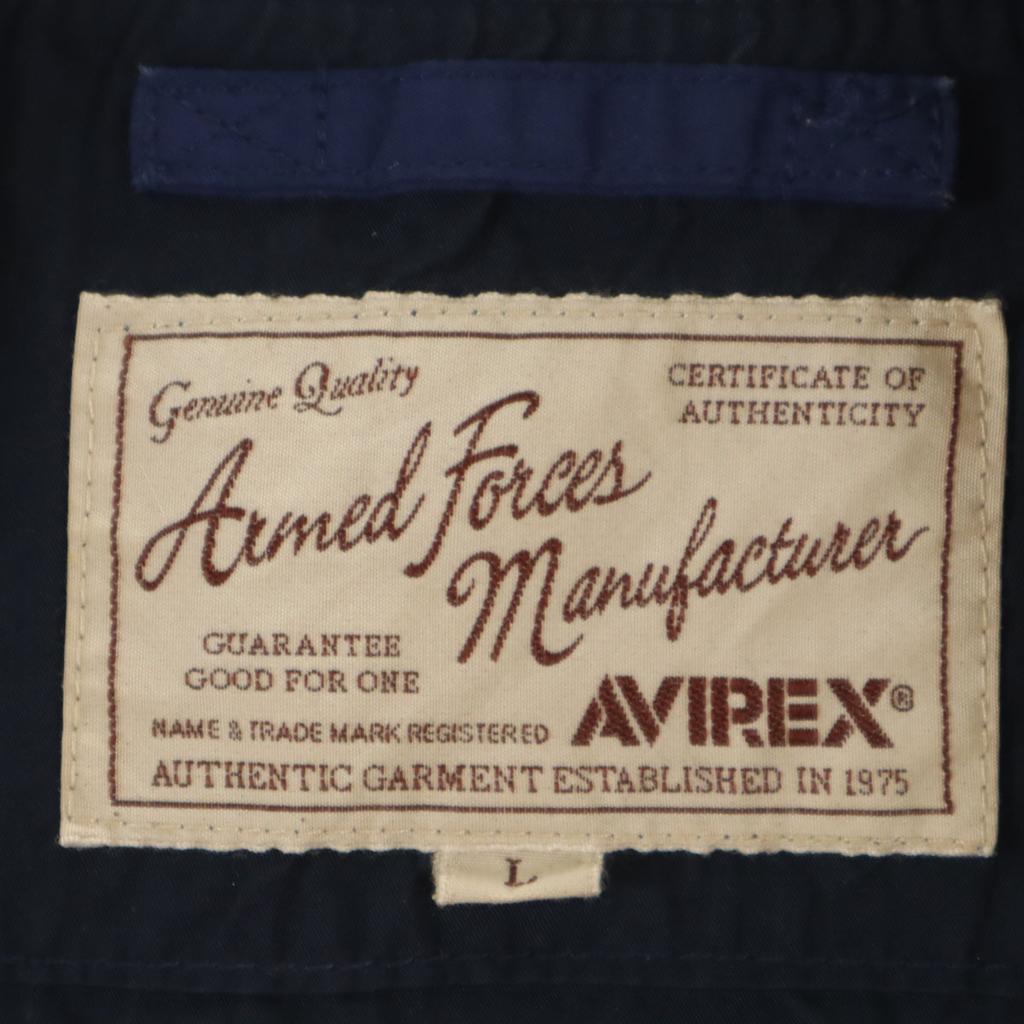 Genuine Quality
CERTIFICATE OF
AUTHENTICITY
Armed Forces
Manufacturer
GUARANTEE
GOOD FOR ONE
NAME & TRADE MARK REGISTERED
AVIREX®
AUTHENTIC GARMENT ESTABLISHED IN 1975
L